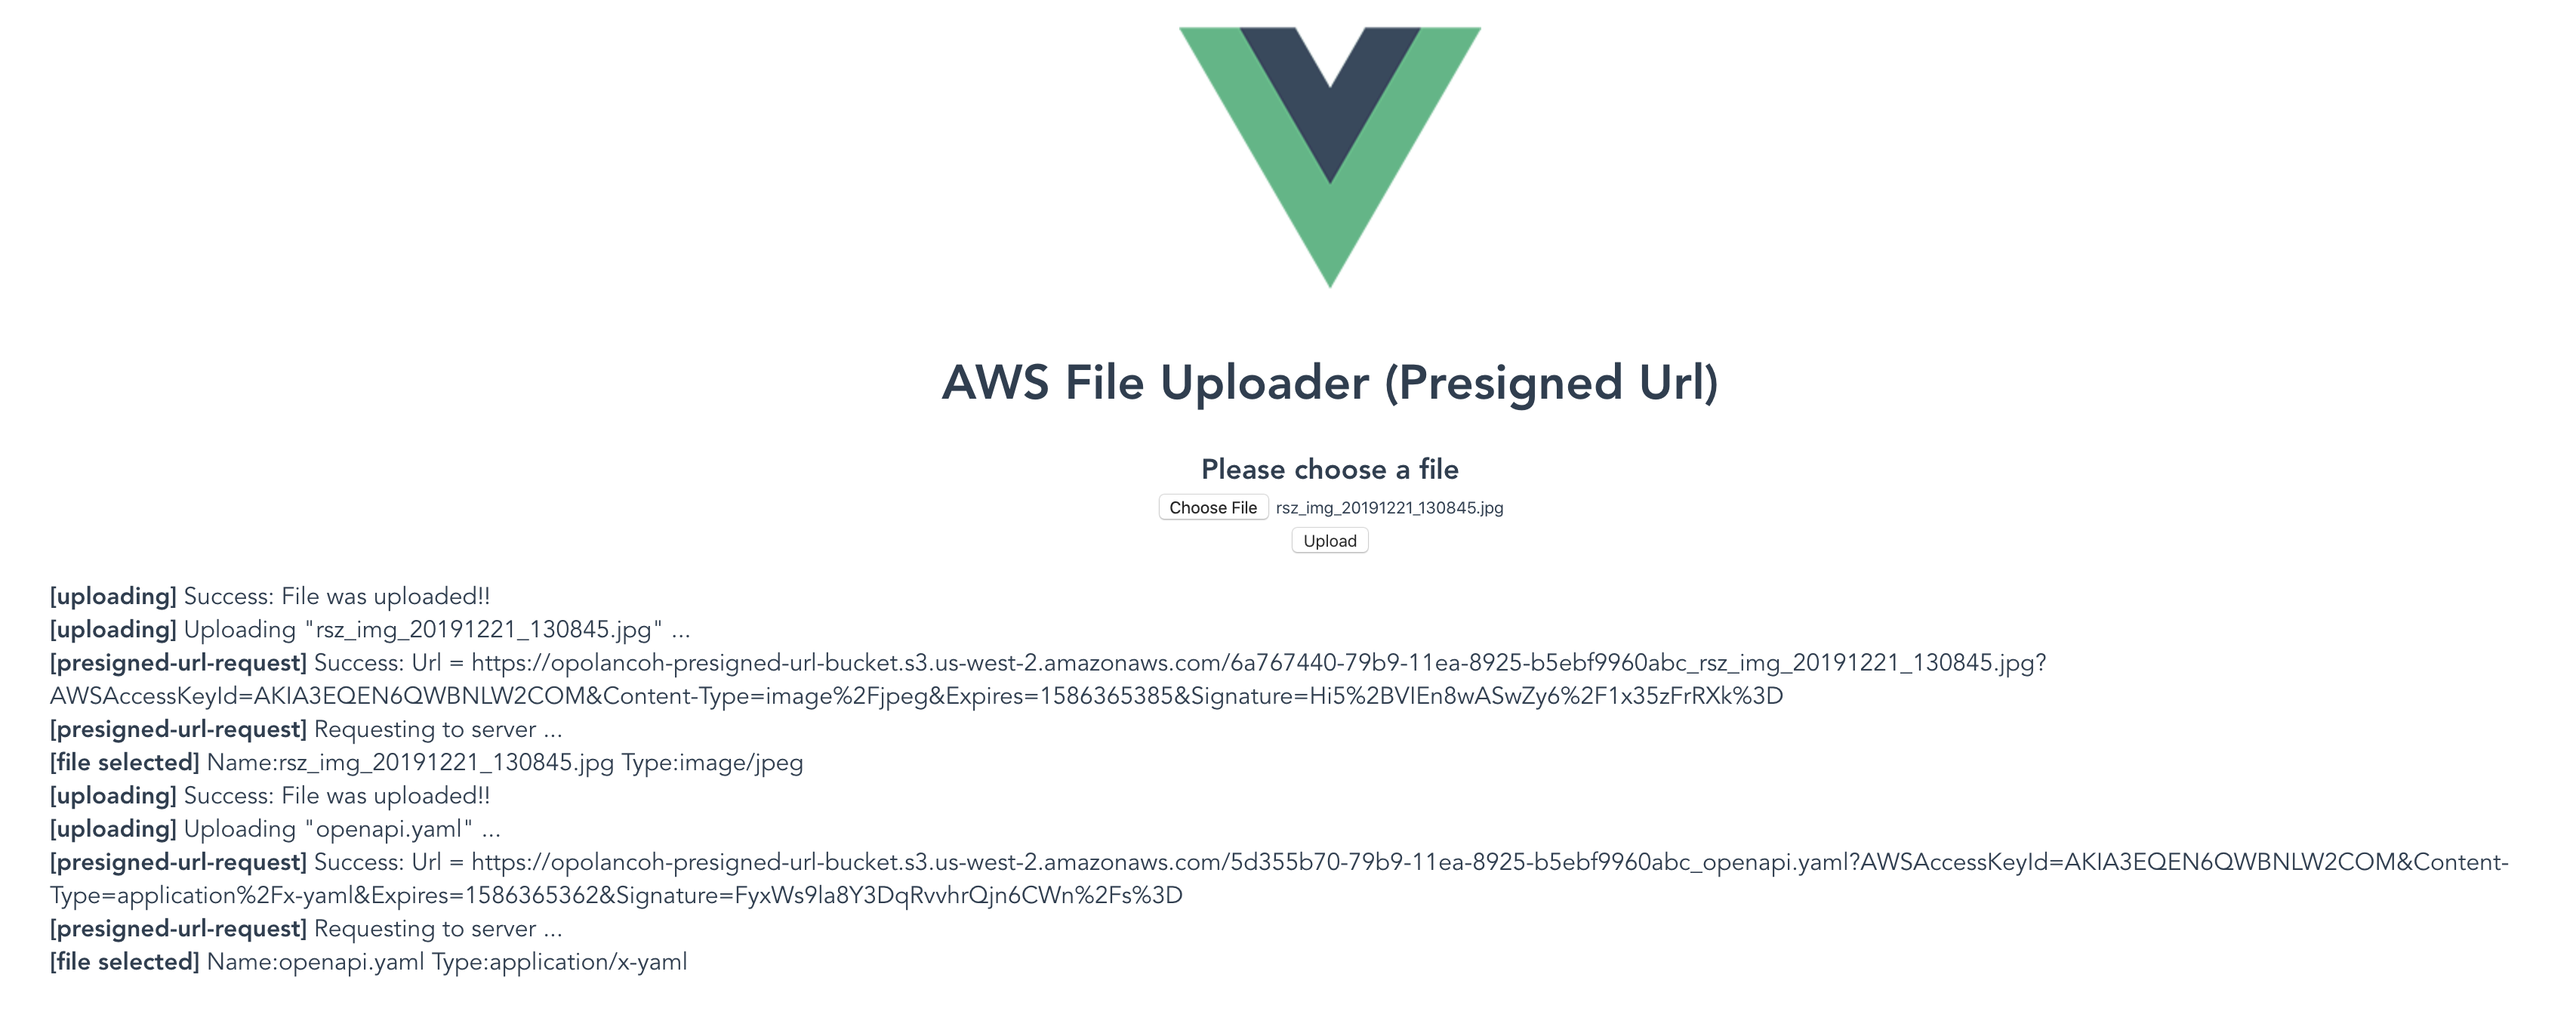 AWS File Uploader (Presigned Url)
Please choose a file
Choose File rsz_img_20191221_130845.jpg
Upload
[uploading] Success: File was uploaded!!
[uploading] Uploading "rsz_img_20191221_130845.jpg" ...
[presigned-url-request] Success: Url = https://opolancoh-presigned-url-bucket.s3.us-west-2.amazonaws.com/6a767440-79b9-11ea-8925-b5ebf9960abc_rsz_img_20191221_130845.jpg?
AWSAccessKeyId=AKIA3EQEN6QWBNLW2COM&Content-Type=image%2Fjpeg&Expires=1586365385&Signature=Hi5%2BVIEn8wASwZy6%2F1x35zFrRXk%3D
[presigned-url-request] Requesting to server ...
[file selected] Name:rsz_img_20191221_130845.jpg Type:image/jpeg
[uploading] Success: File was uploaded!!
[uploading] Uploading "openapi.yaml" ...
[presigned-url-request] Success: Url = https://opolancoh-presigned-url-bucket.s3.us-west-2.amazonaws.com/5d355b70-79b9-11ea-8925-b5ebf9960abc_openapi.yaml?AWSAccessKeyId=AKIA3EQEN6QWBNLW2COM&Content-
Type=application%2Fx-yaml&Expires=1586365362&Signature=FyxWs9la8Y3DqRvvhrQjn6CWn%2Fs%3D
[presigned-url-request] Requesting to server ...
[file selected] Name:openapi.yaml Type:application/x-yaml